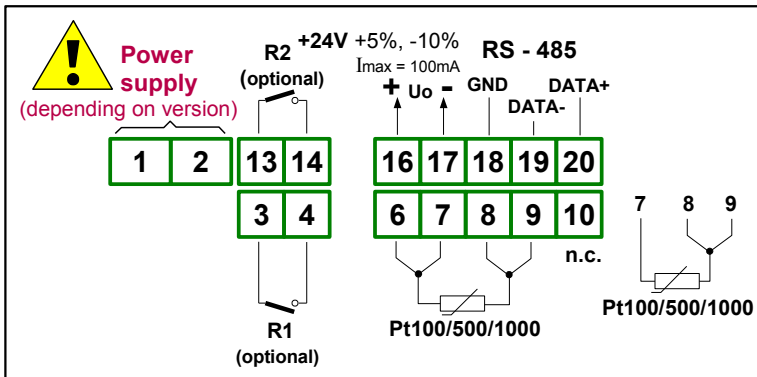 !
Power
supply
(depending on version)
R2
(optional)
+24V +5%, -10%
Imax = 100mA
+ Uo -
RS - 485
GND
DATA-
DATA+
1 2 13 14 16 17 18 19 20
3 4 6 7 8 9 10
n.c.
R1
(optional)
Pt100/500/1000
7 8 9
Pt100/500/1000